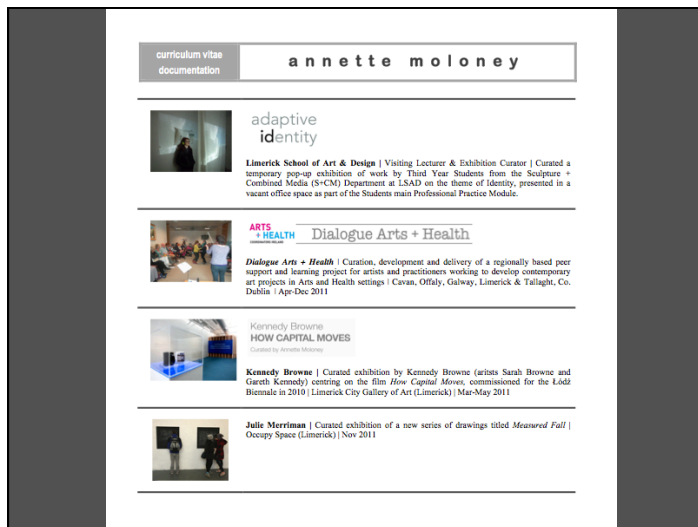 curriculum vitae
documentation
annette moloney
adaptive
identity
Limerick School of Art & Design | Visiting Lecturer & Exhibition Curator | Curated a
temporary pop-up exhibition of work by Third Year Students from the Sculpture +
Combined Media (S+CM) Department at LSAD on the theme of Identity, presented in a
vacant office space as part of the Students main Professional Practice Module.
ARTS
+ HEALTH
Dialogue Arts + Health
Dialogue Arts + Health | Curation, development and delivery of a regionally based peer
support and learning project for artists and practitioners working to develop contemporary
art projects in Arts and Health settings | Cavan, Offaly, Galway, Limerick & Tallaght, Co.
Dublin | Apr-Dec 2011
Kennedy Browne
HOW CAPITAL MOVES
Curated by Annette Moloney
Kennedy Browne | Curated exhibition by Kennedy Browne (aritsts Sarah Browne and
Gareth Kennedy) centring on the film How Capital Moves, commissioned for the Łódź
Biennale in 2010 | Limerick City Gallery of Art (Limerick) | Mar-May 2011
Julie Merriman | Curated exhibition of a new series of drawings titled Measured Fall |
Occupy Space (Limerick) | Nov 2011